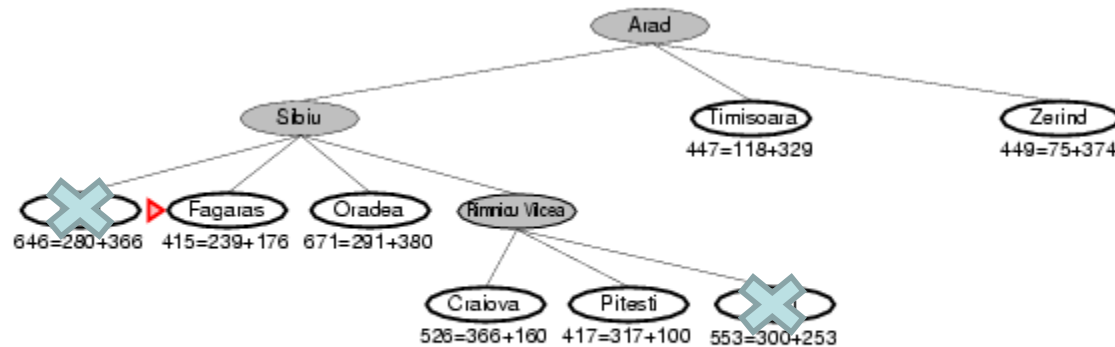 Arad
Sibiu
Timisoara
Zerind
447=118+329
449=75+374
Fagaras
Oradea
Rimnicu Vilcea
646=280+366
415=239+176
671=291+380
Craiova
Pitesti
526=366+160
417=317+100
553=300+253